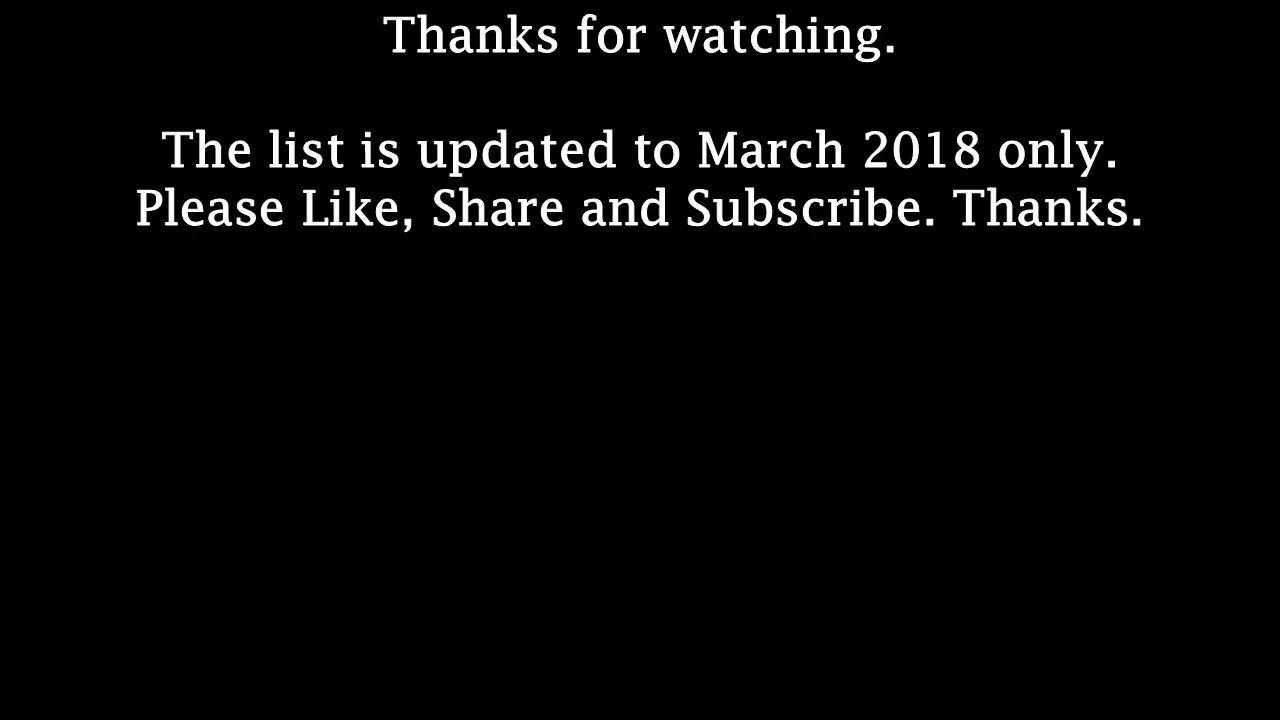 Thanks for watching.
The list is updated to March 2018 only.
Please Like, Share and Subscribe. Thanks.